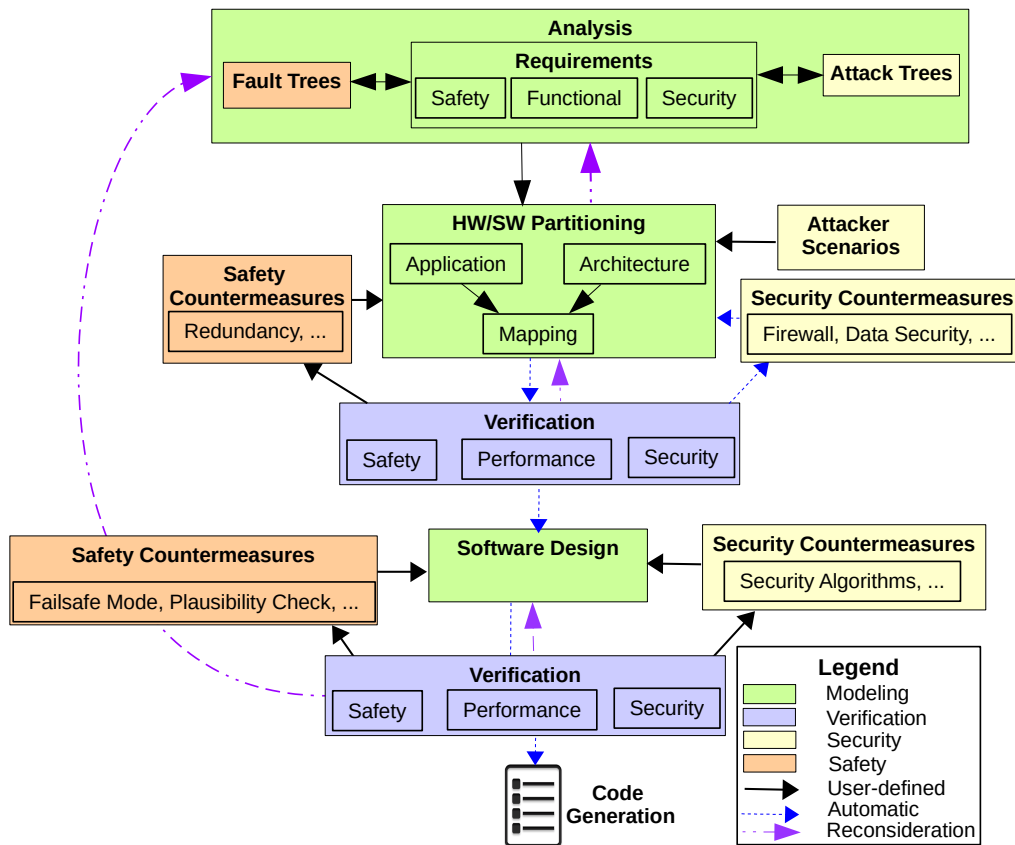 Analysis
Requirements
Fault Trees
Attack Trees
Safety
Functional
Security
HW/SW Partitioning
Attacker
Scenarios
Application
Architecture
Safety
Countermeasures
Redundancy, ...
Security Countermeasures
Firewall, Data Security, ...
Mapping
Verification
Safety
Performance
Security
Safety Countermeasures
Failsafe Mode, Plausibility Check, ...
Software Design
Security Countermeasures
Security Algorithms, ...
Verification
Safety
Performance
Security
Code
Generation
Legend
Modeling
Verification
Security
Safety
User-defined
Automatic
Reconsideration